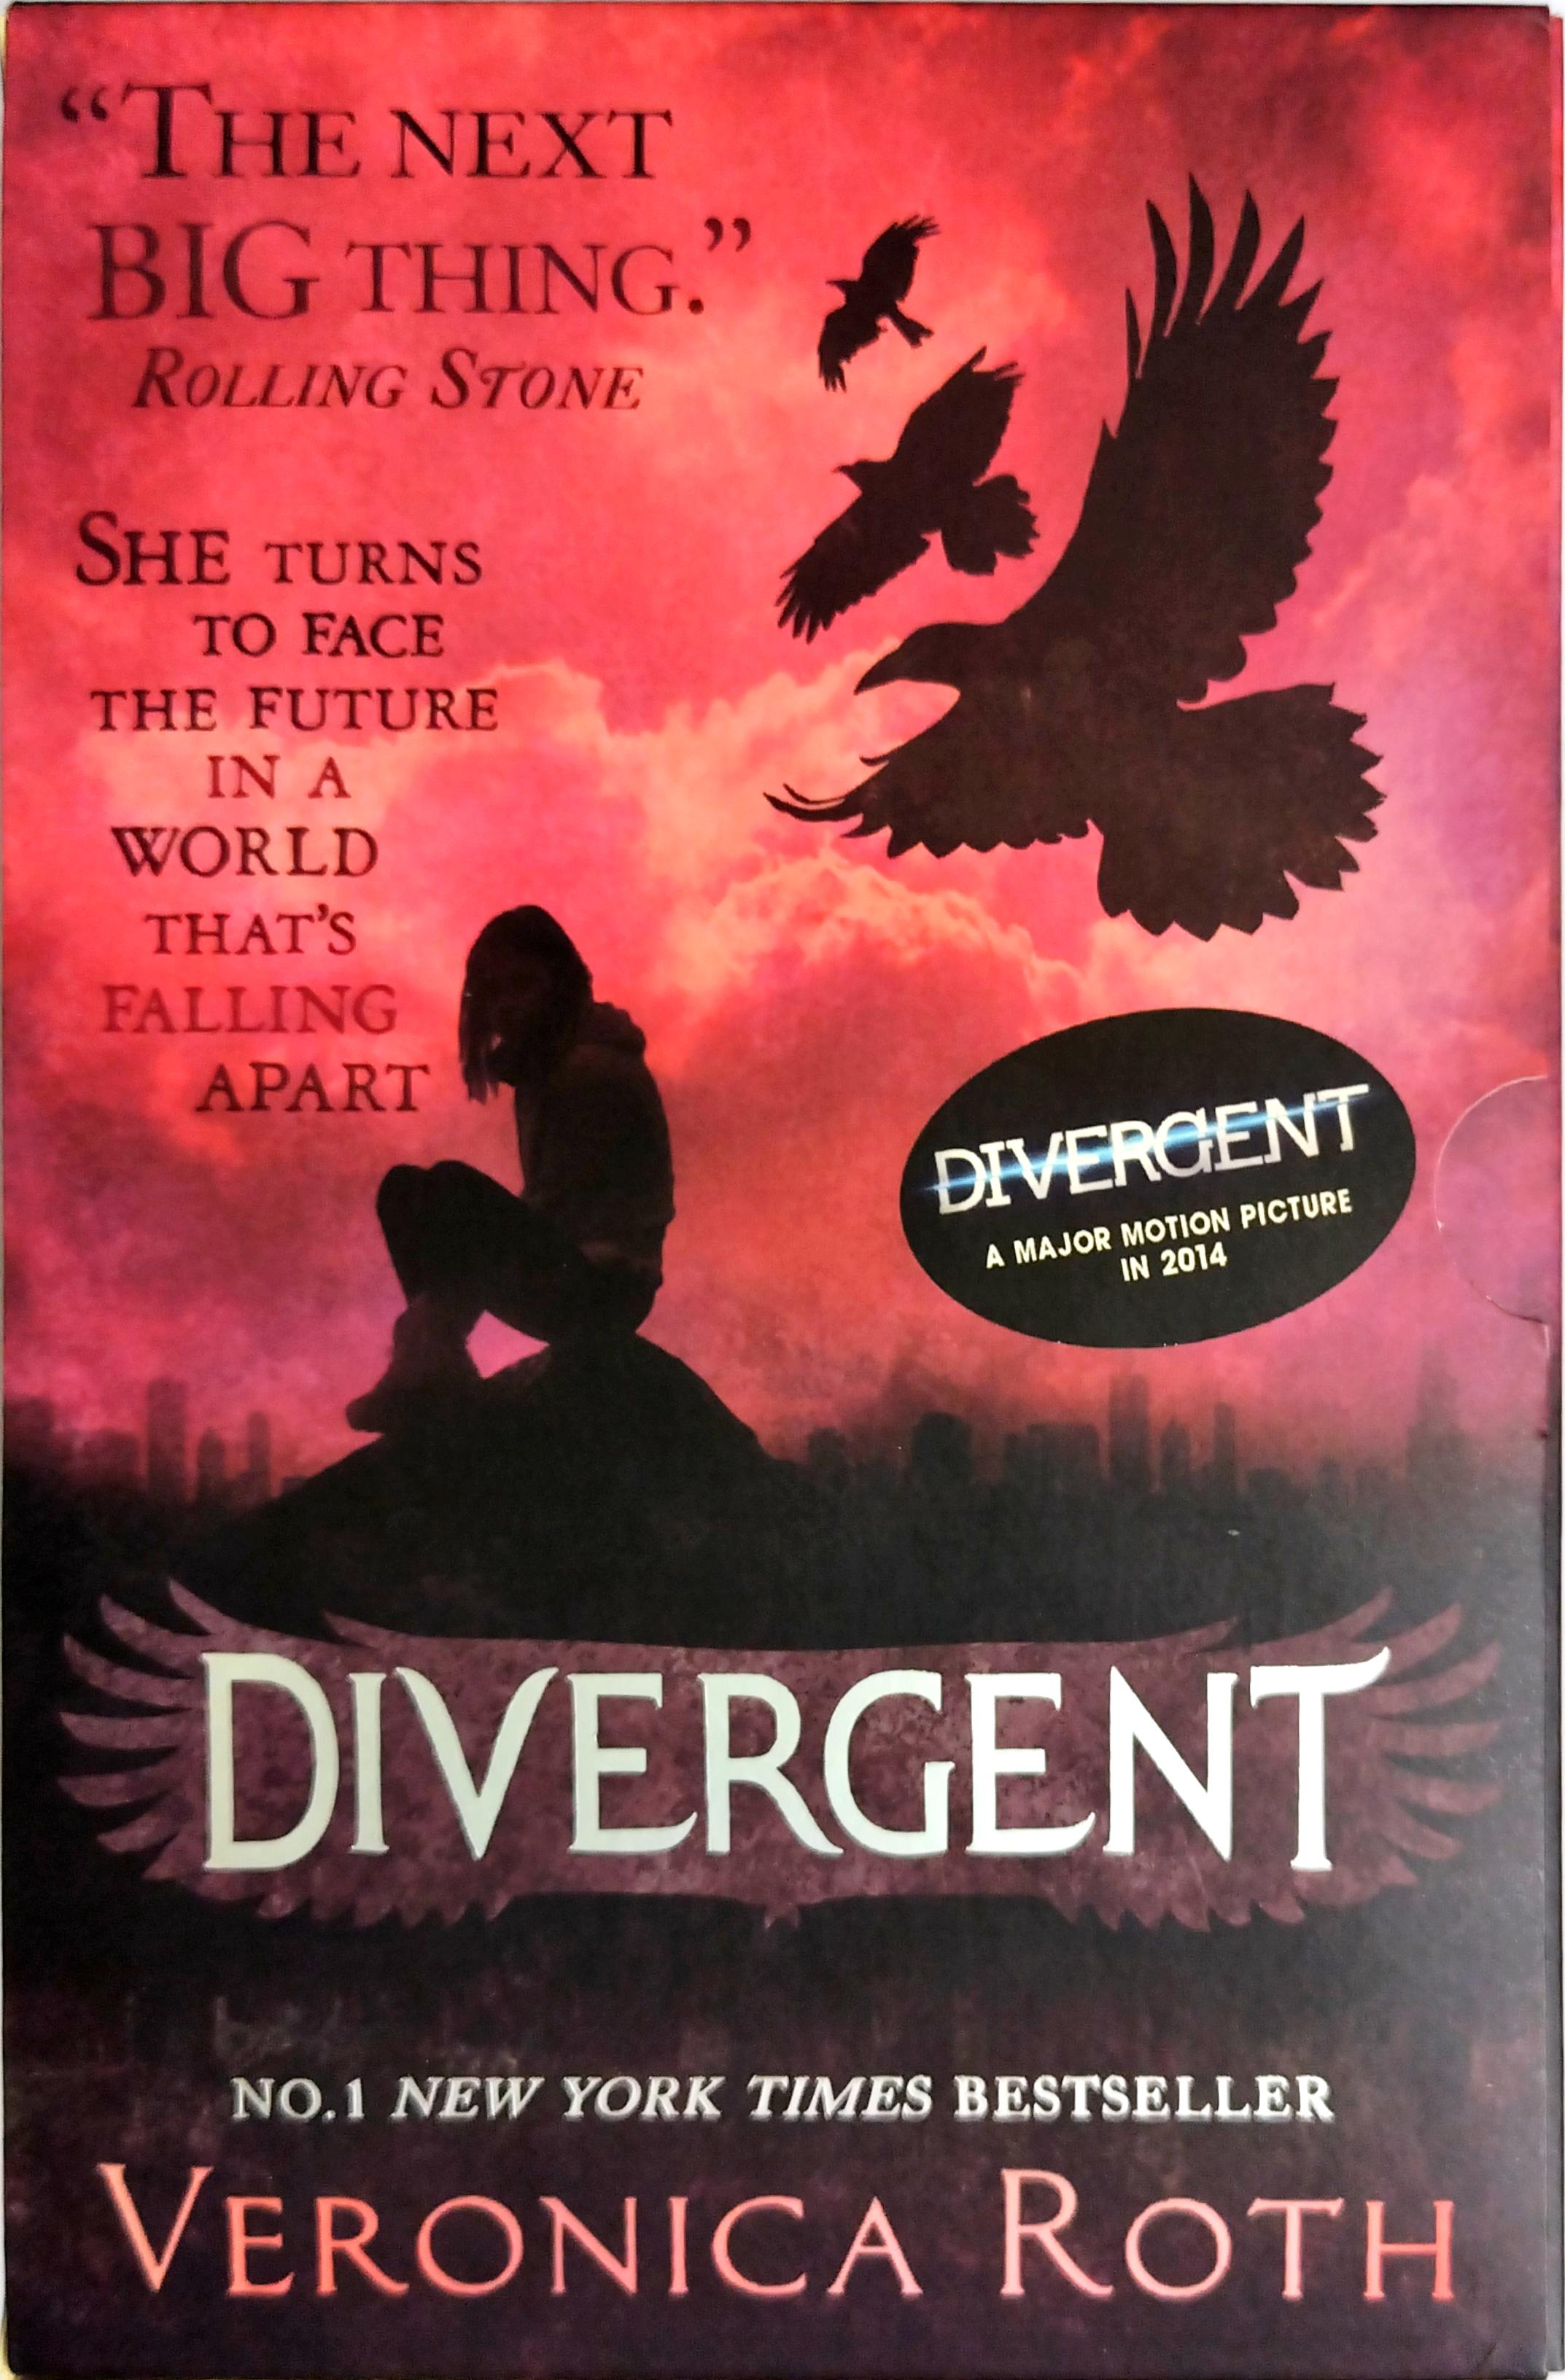 “THE NEXT
BIG THING.”
ROLLING STONE
SHE TURNS
TO FACE
THE FUTURE
IN A
WORLD
THAT’S
FALLING
APART
DIVERGENT
A MAJOR MOTION PICTURE
IN 2014
DIVERGENT
NO.1 NEW YORK TIMES BESTSELLER
VERONICA ROTH